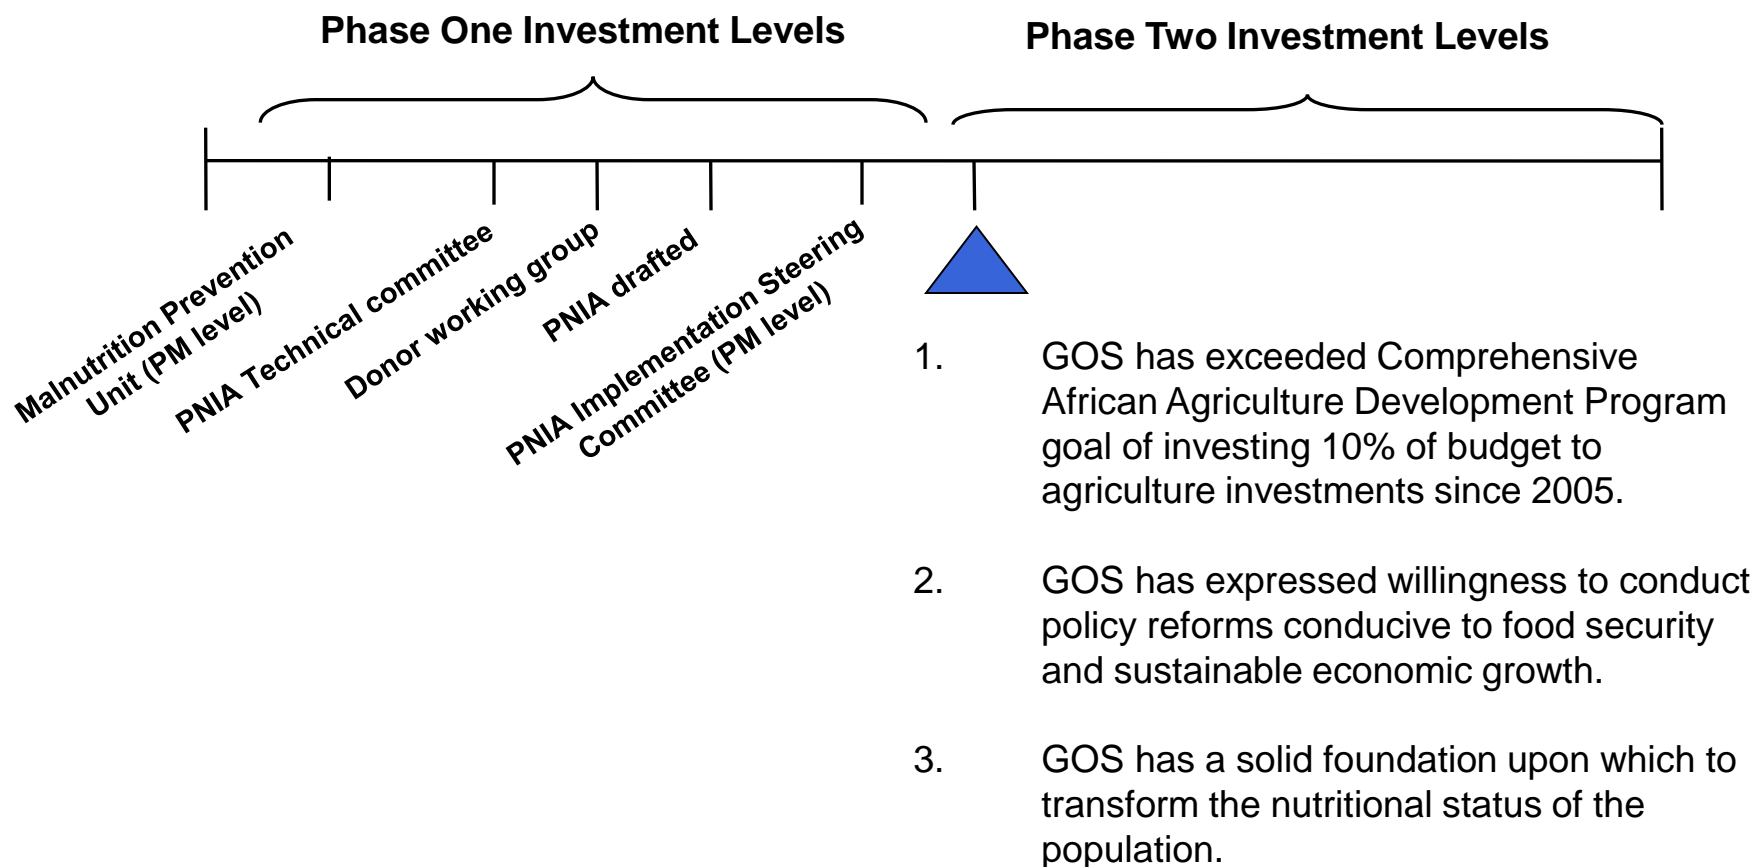 Phase One Investment Levels
Phase Two Investment Levels
Malnutrition Prevention
Unit (PM level)
PNIA Technical committee
Donor working group
PNIA drafted
PNIA Implementation Steering
Committee (PM level)
1. GOS has exceeded Comprehensive
African Agriculture Development Program
goal of investing 10% of budget to
agriculture investments since 2005.
2. GOS has expressed willingness to conduct
policy reforms conducive to food security
and sustainable economic growth.
3. GOS has a solid foundation upon which to
transform the nutritional status of the
population.